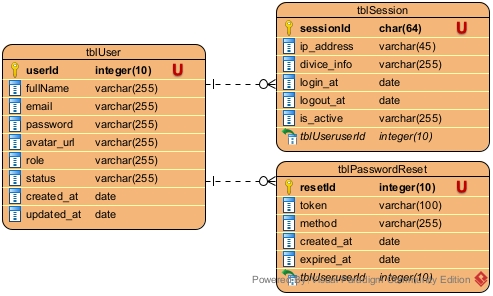 tblUser
userId integer(10) U
fullName varchar(255)
email varchar(255)
password varchar(255)
avatar_url varchar(255)
role varchar(255)
status varchar(255)
created_at date
updated_at date
tblSession
sessionId char(64) U
ip_address varchar(45)
divice_info varchar(255)
login_at date
logout_at date
is_active varchar(255)
tblUseruserId integer(10)
tblPasswordReset
resetId integer(10) U
token varchar(100)
method varchar(255)
created_at date
expired_at date
Powered By Visual Paradigm Community Edition
tblUseruserId integer(10)